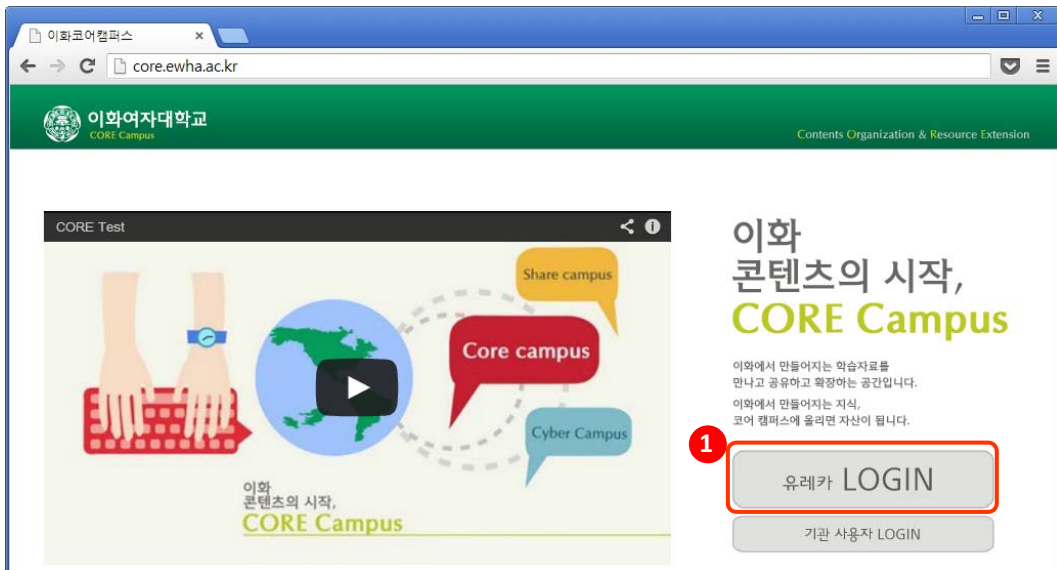 이화코어캠퍼스
core.ewha.ac.kr
이화여자대학교
CORE Campus
Contents Organization & Resource Extension
CORE Test
Share campus
Core campus
Cyber Campus
이화
콘텐츠의 시작,
CORE Campus
이화
콘텐츠의 시작,
CORE Campus
이화에서 만들어지는 학습자료를
만나고 공유하고 확장하는 공간입니다.
이화에서 만들어지는 지식,
코어 캠퍼스에 올리면 자산이 됩니다.
1
유레카 LOGIN
기관 사용자 LOGIN